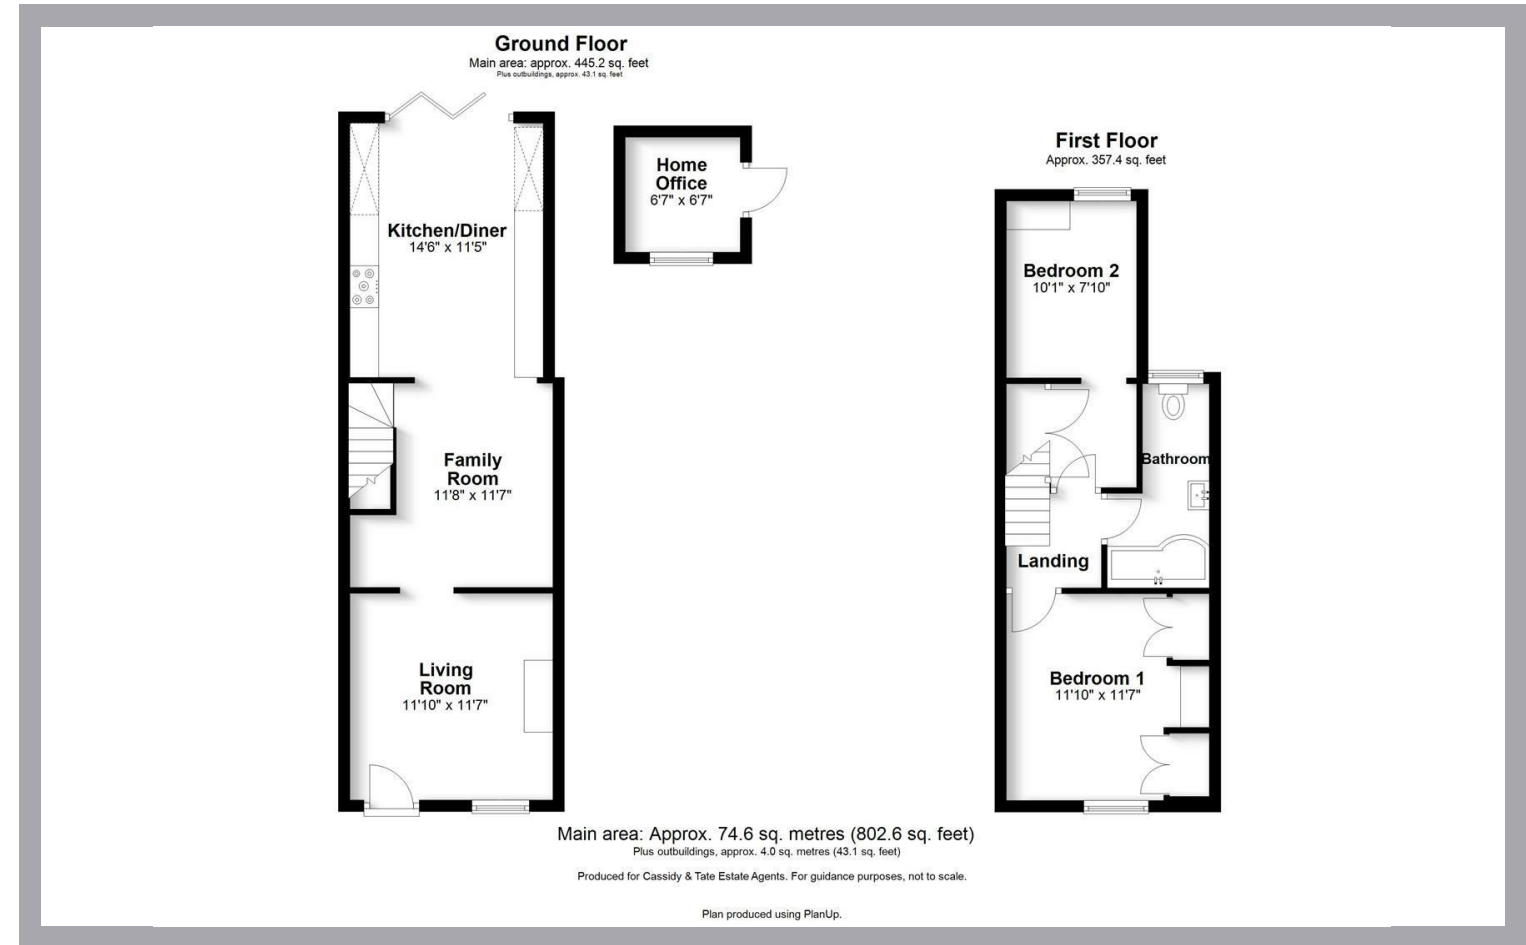 Ground Floor
Main area: approx. 445.2 sq. feet
Plus outbuildings, approx. 43.1 sq. feet
Kitchen/Diner
14'6" x 11'5"
Family
Room
11'8" x 11'7"
Living
Room
11'10" x 11'7"
Home
Office
6'7" x 6'7"
First Floor
Approx. 357.4 sq. feet
Bedroom 2
10'1" x 7'10"
Bathroom
Landing
Bedroom 1
11'10" x 11'7"
Main area: Approx. 74.6 sq. metres (802.6 sq. feet)
Plus outbuildings, approx. 4.0 sq. metres (43.1 sq. feet)
Produced for Cassidy & Tate Estate Agents. For guidance purposes, not to scale.
Plan produced using PlanUp.